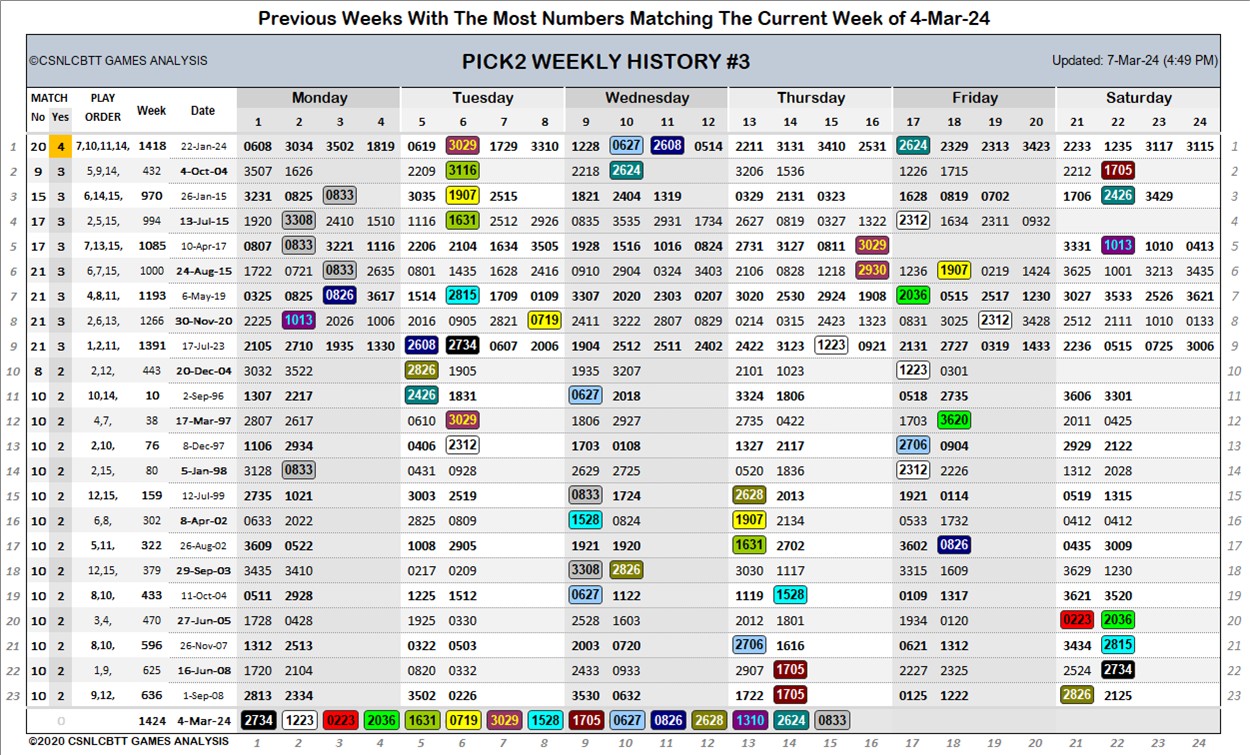 Previous Weeks With The Most Numbers Matching The Current Week of 4-Mar-24
©CSNLCBTT GAMES ANALYSIS PICK2 WEEKLY HISTORY #3 Updated: 7-Mar-24 (4:49 PM)
MATCH PLAY Week Date Monday Tuesday Wednesday Thursday Friday Saturday
No Yes ORDER 1 2 3 4 5 6 7 8 9 10 11 12 13 14 15 16 17 18 19 20 21 22 23 24
1 20 4 7,10,11,14, 1418 22-Jan-24 0608 3034 3502 1819 0619 3029 1729 3310 1228 0627 2608 0514 2211 3131 3410 2531 2624 2329 2313 3423 2233 1235 3117 3115 1
2 9 3 5,9,14, 432 4-Oct-04 3507 1626 2209 3116 2218 2624 3206 1536 1226 1715 2212 1705 2
3 15 3 6,14,15, 970 26-Jan-15 3231 0825 0833 3035 1907 2515 1821 2404 1319 0329 2131 0323 1628 0819 0702 1706 2426 3429 3
4 17 3 2,5,15, 994 13-Jul-15 1920 3308 2410 1510 1116 1631 2512 2926 0835 3535 2931 1734 2627 0819 0327 1322 2312 1634 2311 0932 4
5 17 3 7,13,15, 1085 10-Apr-17 0807 0833 3221 1116 2206 2104 1634 3505 1928 1516 1016 0824 2731 3127 0811 3029 3331 1013 1010 0413 5
6 21 3 6,7,15, 1000 24-Aug-15 1722 0721 0833 2635 0801 1435 1628 2416 0910 2904 0324 3403 2106 0828 1218 2930 1236 1907 0219 1424 3625 1001 3213 3435 6
7 21 3 4,8,11, 1193 6-May-19 0325 0825 0826 3617 1514 2815 1709 0109 3307 2020 2303 0207 3020 2530 2924 1908 2036 0515 2517 1230 3027 3533 2526 3621 7
8 21 3 2,6,13, 1266 30-Nov-20 2225 1013 2026 1006 2016 0905 2821 0719 2411 3222 2807 0825 0114 0315 2423 1323 0831 3025 2312 3428 2512 2111 1010 0133 8
9 21 3 1,2,11, 1391 17-Jul-23 2105 2710 1935 1330 2608 2734 0607 2006 1904 2512 2511 2402 2422 3123 1223 0921 2131 2727 0319 1433 2236 0515 0725 3006 9
10 8 2 2,12, 443 20-Dec-04 3032 3522 2826 1905 1935 3207 2101 1023 1223 0301 10
11 10 2 10,14, 10 2-Sep-96 1307 2217 2426 1831 0627 2018 3324 1806 0518 2735 3606 3301 11
12 10 2 4,7, 38 17-Mar-97 2807 2617 0610 3029 1806 2927 2735 0422 1703 3620 2011 0425 12
13 10 2 2,10, 76 8-Dec-97 1106 2934 0406 2312 1703 0108 1327 2117 2706 0904 2929 2122 13
14 10 2 2,15, 80 5-Jan-98 3128 0833 0431 0928 2629 2725 0520 1836 2312 2226 1312 2028 14
15 10 2 12,15, 159 12-Jul-99 2735 1021 3003 2519 0833 1724 2628 2013 1921 0114 0519 1315 15
16 10 2 6,8, 302 8-Apr-02 0633 2022 2825 0809 1528 0824 1907 2134 0533 1732 0412 0412 16
17 10 2 5,11, 322 26-Aug-02 3609 0522 1008 2905 1921 1920 1631 2702 3602 0826 0435 3009 17
18 10 2 12,15, 379 29-Sep-03 3435 3410 0217 0209 3308 2826 3030 1117 3315 1609 3629 1230 18
19 10 2 8,10, 433 11-Oct-04 0511 2928 1225 1512 0627 1122 1119 1528 0109 1317 3621 3520 19
20 10 2 3,4, 470 27-Jun-05 1728 0428 1925 0330 2528 1603 2012 1801 1934 0120 0223 2036 20
21 10 2 8,10, 596 26-Nov-07 1312 2513 0322 0503 2003 0720 2706 1616 0621 1312 3434 2815 21
22 10 2 1,9, 625 16-Jun-08 1720 2104 0820 0332 2433 0933 2907 1705 2227 2325 2524 2734 22
23 10 2 9,12, 636 1-Sep-08 2813 2334 3502 0226 3530 0632 1722 1705 0125 1222 2826 2125 23
0 1424 4-Mar-24 2734 1223 0223 2036 1631 0719 3029 1528 1705 0627 0826 2628 1310 2624 0833
©2020 CSNLCBTT GAMES ANALYSIS 1 2 3 4 5 6 7 8 9 10 11 12 13 14 15 16 17 18 19 20 21 22 23 24